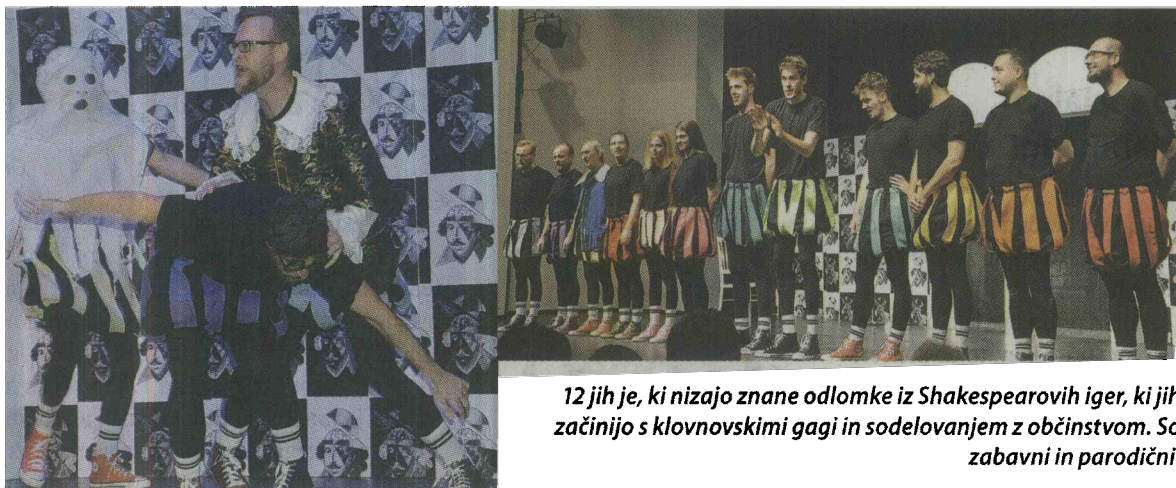 12 jih je, ki nizajo znane odlomke iz Shakespearovih iger, ki jih
začinijo s klovnovskimi gagi in sodelovanjem z občinstvom. So
zabavni in parodični